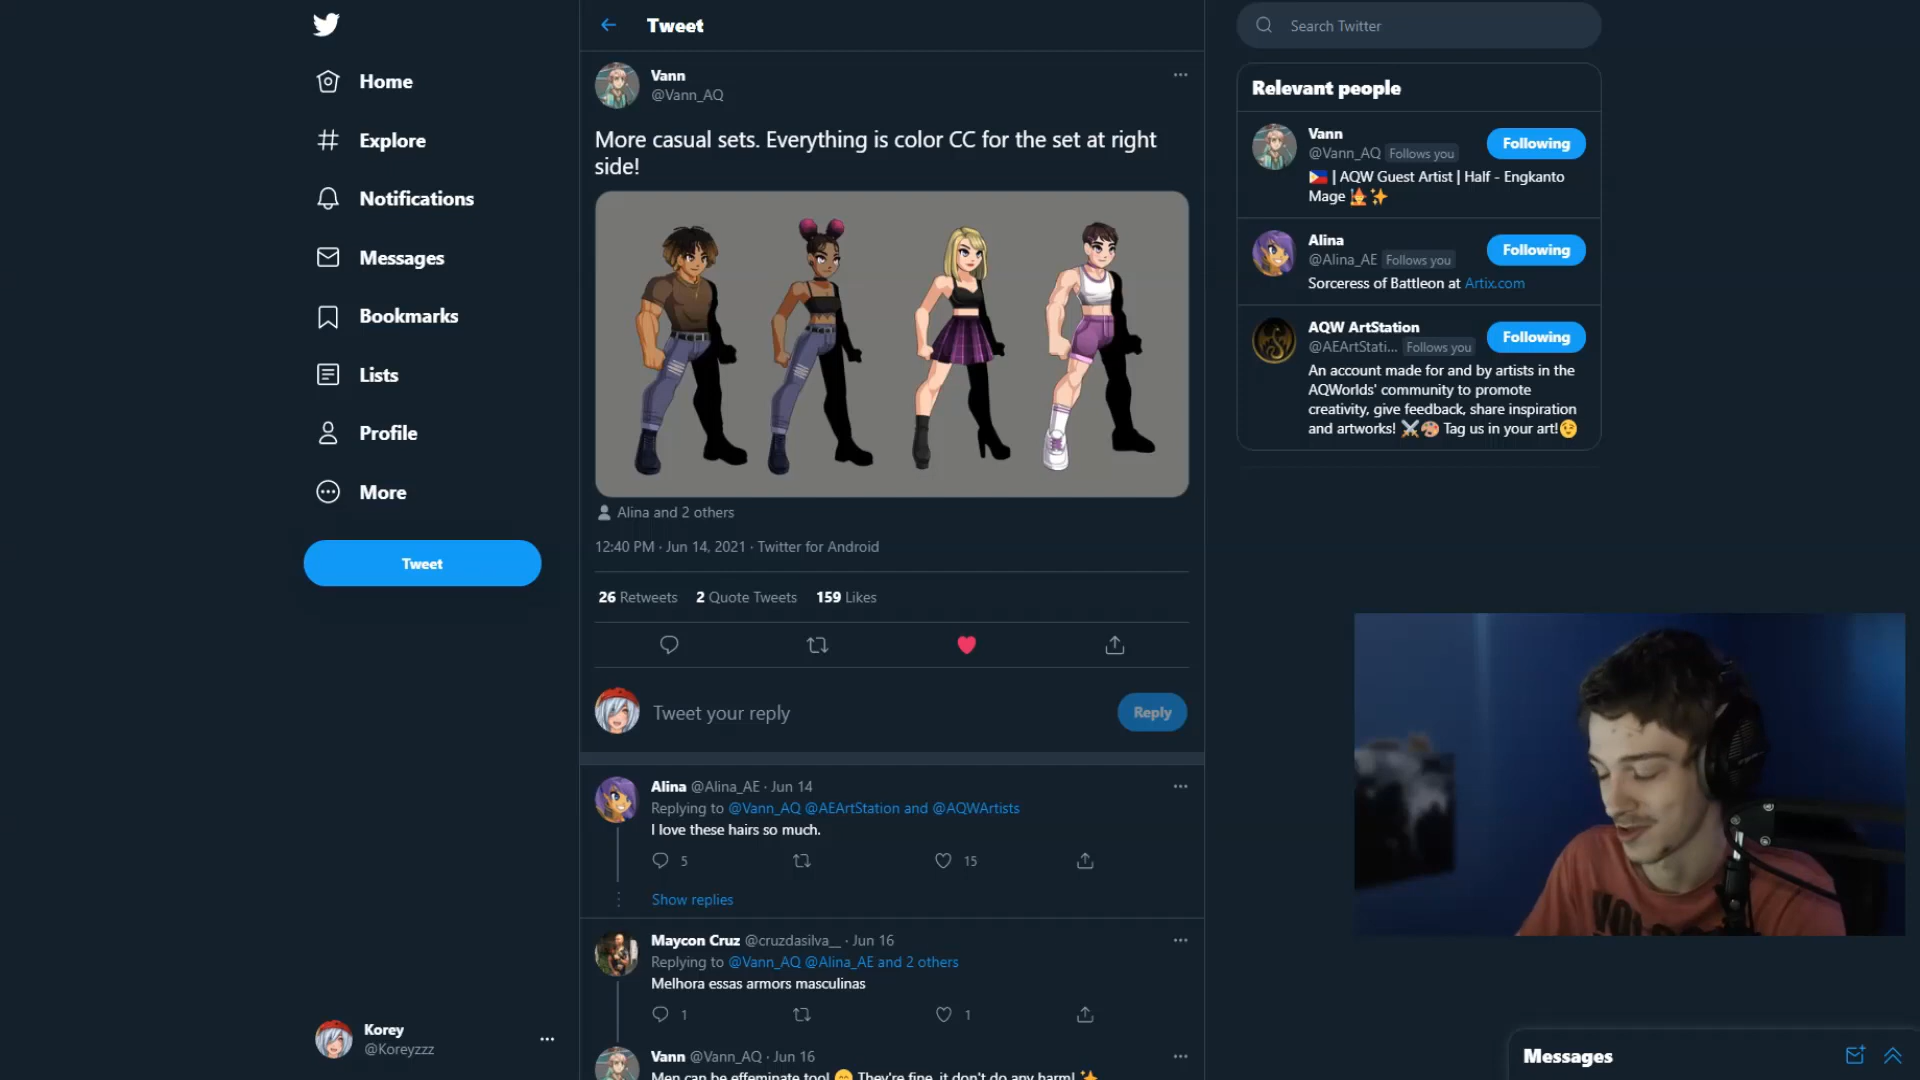 Home
Explore
Notifications
Messages
Bookmarks
Lists
Profile
More
Tweet
Korey
@Koreyzzz
Tweet
Vann
@Vann_AQ
More casual sets. Everything is color CC for the set at right
side!
Alina and 2 others
12:40 PM · Jun 14, 2021 · Twitter for Android
26 Retweets 2 Quote Tweets 159 Likes
Tweet your reply
Reply
Alina @Alina_AE · Jun 14
Replying to @Vann_AQ @AEArtStation and @AQWArtists
I love these hairs so much.
5 15
Show replies
Maycon Cruz @cruzdasilva__ · Jun 16
Replying to @Vann_AQ @Alina_AE and 2 others
Melhora essas armors masculinas
1 1
Vann @Vann_AQ · Jun 16
Men can be effeminate too! 😊 They're fine, it don't do any harm! ✨
Search Twitter
Relevant people
Vann
@Vann_AQ Follows you
Following
🇵🇭 | AQW Guest Artist | Half - Engkanto
Mage 🧙✨
Alina
@Alina_AE Follows you
Following
Sorceress of Battleon at Artix.com
AQW ArtStation
@AEArtStati... Follows you
Following
An account made for and by artists in the
AQWorlds' community to promote
creativity, give feedback, share inspiration
and artworks! ⚔️🎨 Tag us in your art!😉
Messages